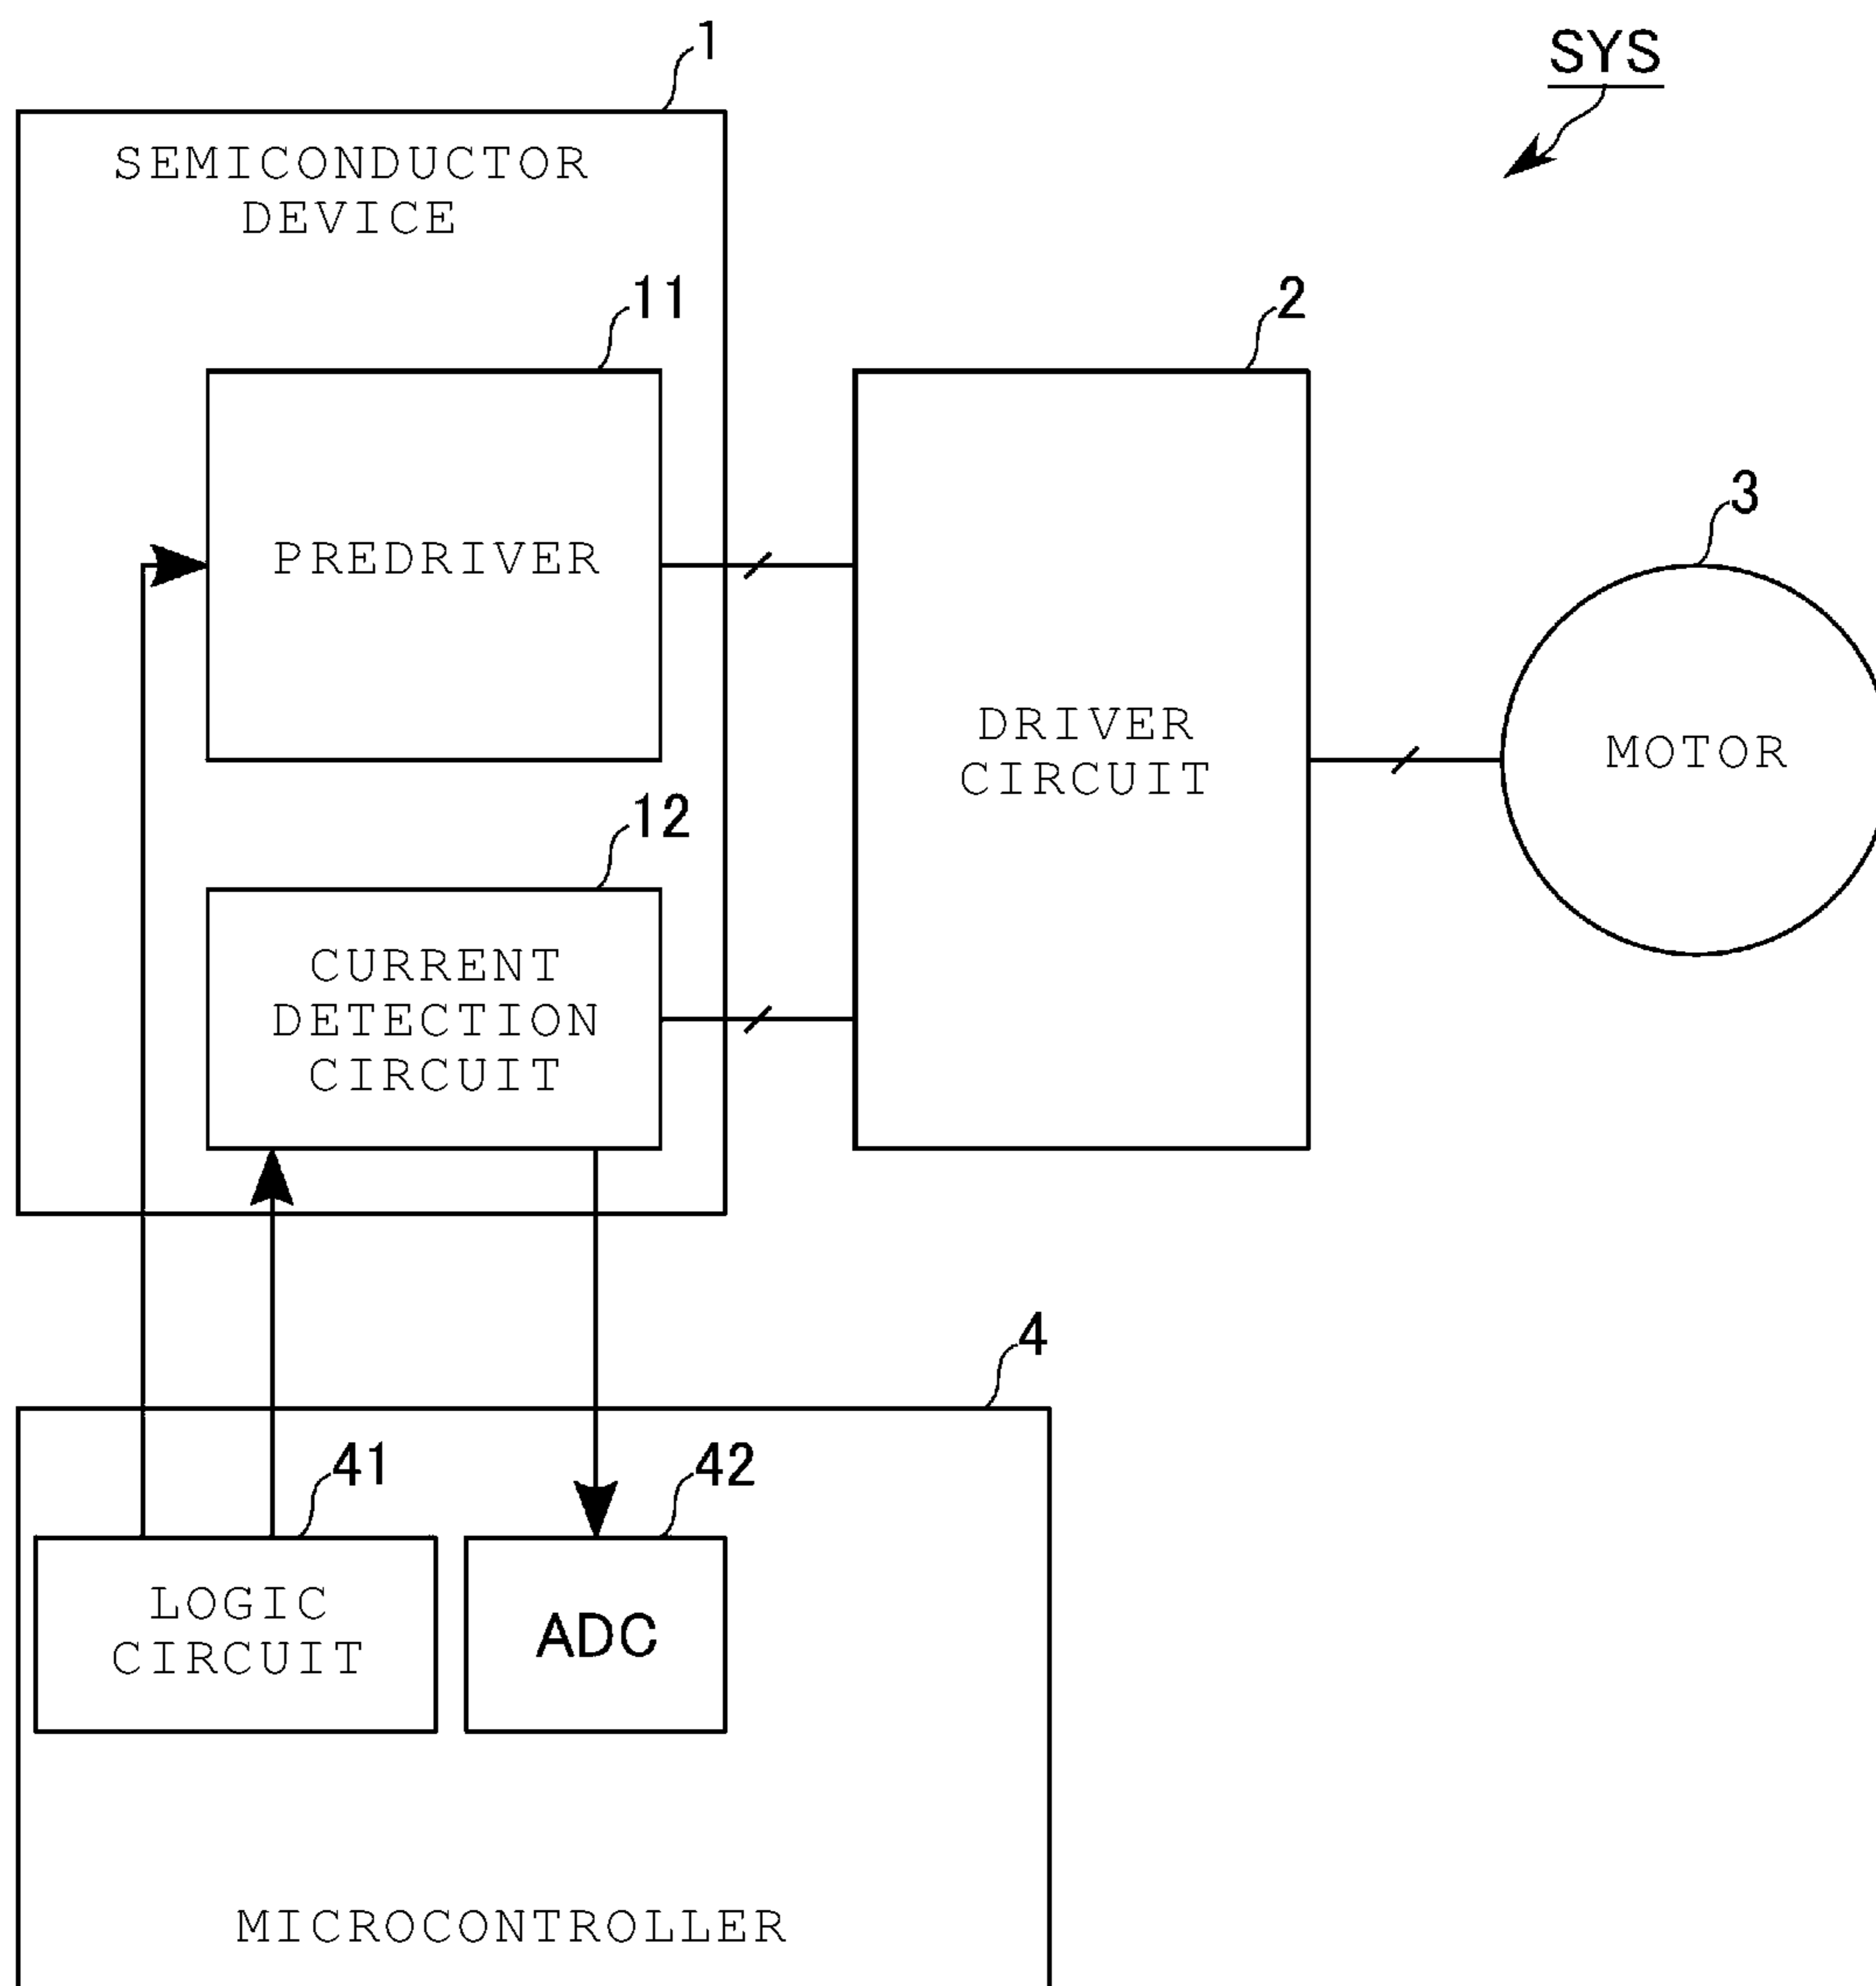 1
SYS
SEMICONDUCTOR
DEVICE
11
2
PREDRIVER
3
DRIVER
CIRCUIT
MOTOR
12
CURRENT
DETECTION
CIRCUIT
4
41
42
LOGIC
CIRCUIT
ADC
MICROCONTROLLER